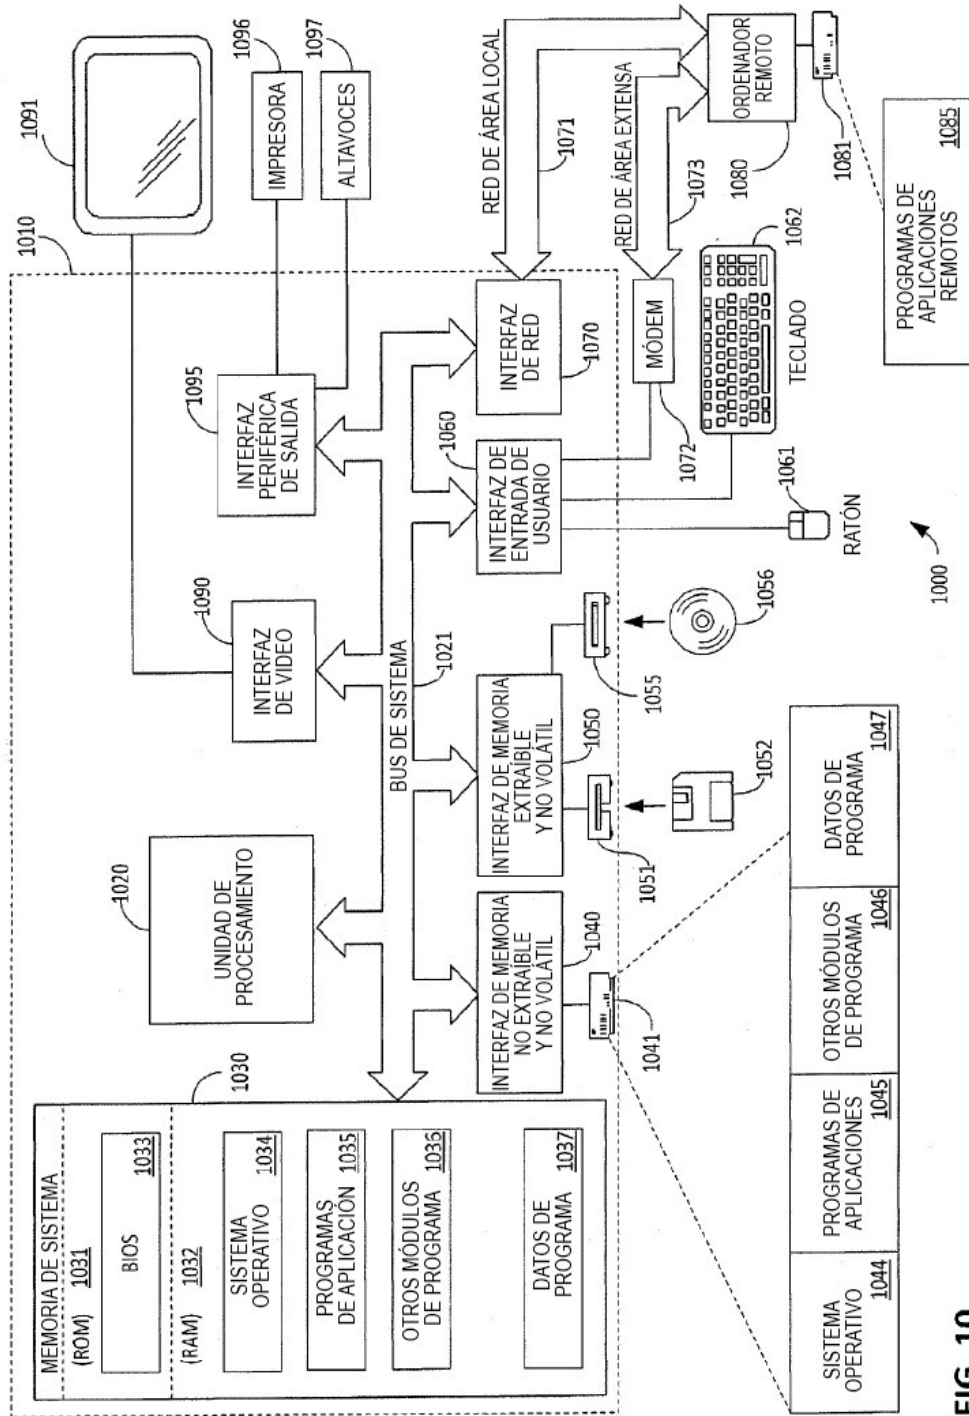 1010
MEMORIA DE SISTEMA
(ROM) 1031
BIOS
1033
(RAM) 1032
SISTEMA
OPERATIVO
1034
PROGRAMAS
DE APLICACIÓN
1035
OTROS MÓDULOS
DE PROGRAMA
1036
DATOS DE
PROGRAMA
1037
1030
1020
UNIDAD DE
PROCESAMIENTO
1090
INTERFAZ
DE VIDEO
1095
INTERFAZ
PERIFÉRICA
DE SALIDA
1091
1096
IMPRESORA
1097
ALTAVOCES
BUS DE SISTEMA
1021
INTERFAZ DE MEMORIA
NO EXTRAÍBLE
Y NO VOLÁTIL
1040
INTERFAZ DE MEMORIA
EXTRAÍBLE
Y NO VOLÁTIL
1050
1060
INTERFAZ DE
ENTRADA DE
USUARIO
INTERFAZ
DE RED
1070
RED DE ÁREA LOCAL
1071
RED DE ÁREA EXTENSA
1073
MÓDEM
1072
ORDENADOR
REMOTO
1080
1081
1041
1051
1052
1055
1056
1061
RATÓN
1062
TECLADO
PROGRAMAS DE
APLICACIONES
REMOTOS
1085
SISTEMA
OPERATIVO
1044
PROGRAMAS DE
APLICACIONES
1045
OTROS MÓDULOS
DE PROGRAMA
1046
DATOS DE
PROGRAMA
1047
1000
FIG. 10